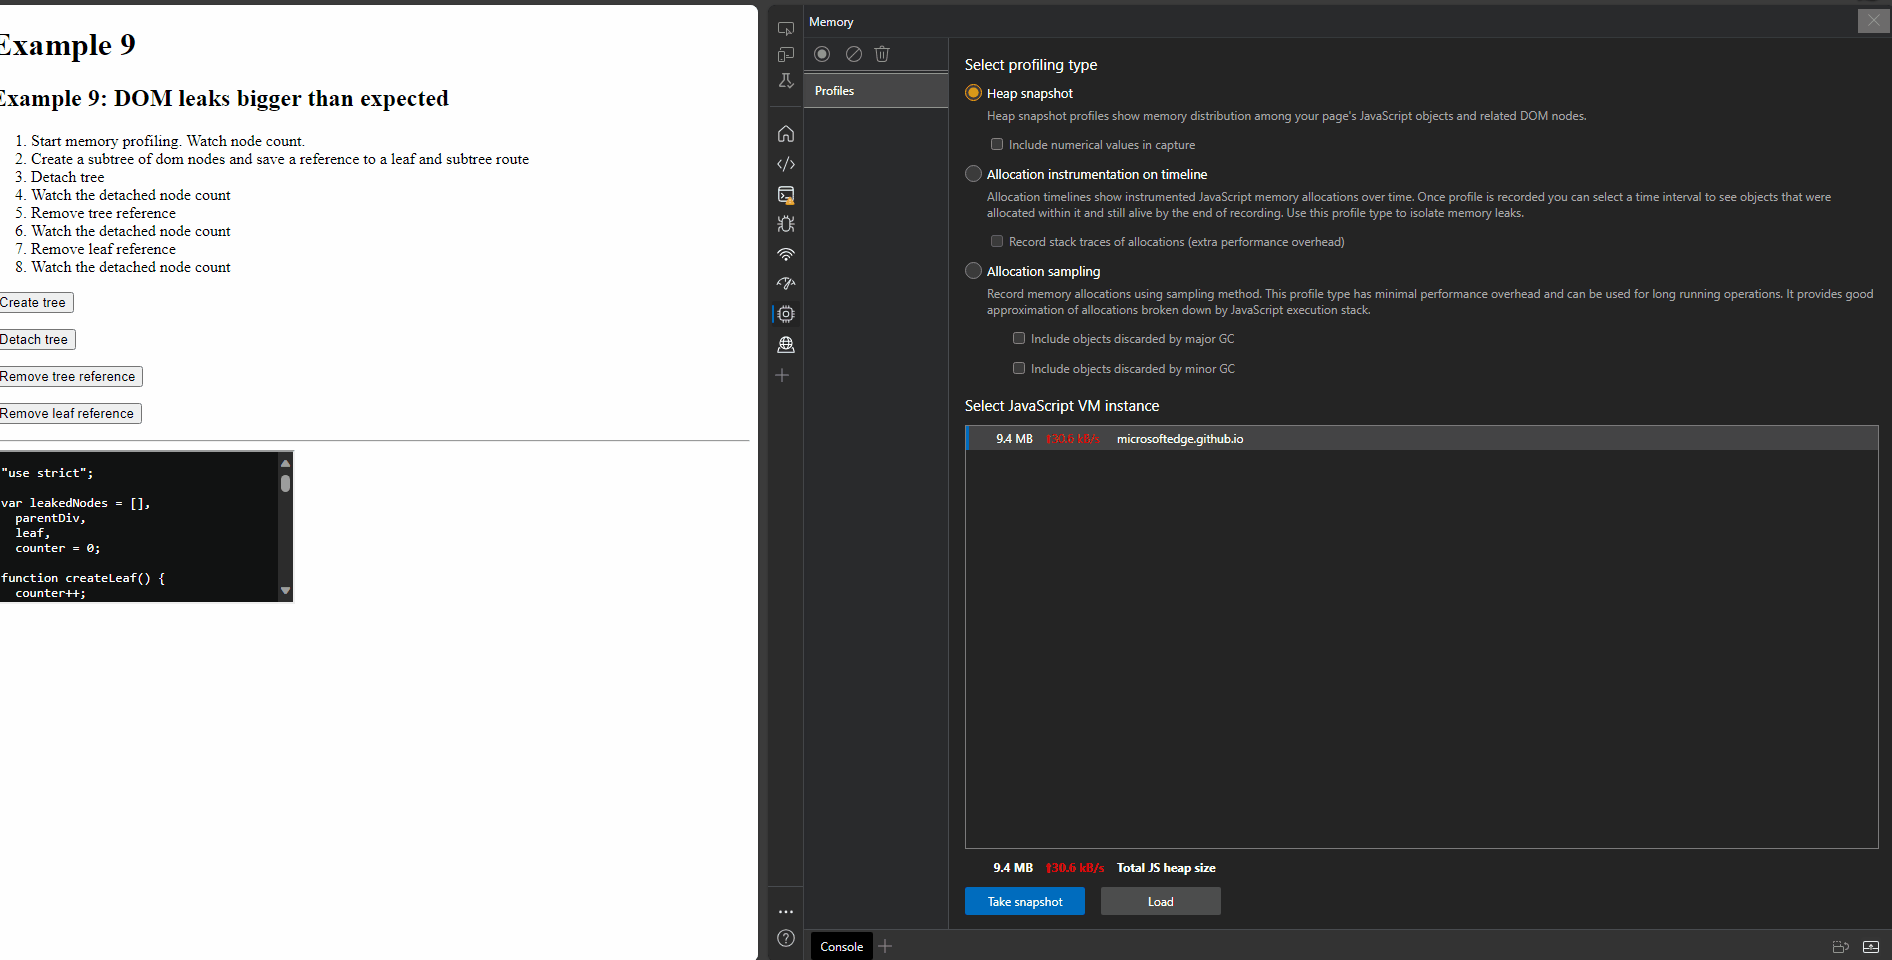 Example 9
Example 9: DOM leaks bigger than expected
1. Start memory profiling. Watch node count.
2. Create a subtree of dom nodes and save a reference to a leaf and subtree route
3. Detach tree
4. Watch the detached node count
5. Remove tree reference
6. Watch the detached node count
7. Remove leaf reference
8. Watch the detached node count
Create tree
Detach tree
Remove tree reference
Remove leaf reference
"use strict";
var leakedNodes = [],
parentDiv,
leaf,
counter = 0;
function createLeaf() {
counter++;
Memory
Profiles
Select profiling type
Heap snapshot
Heap snapshot profiles show memory distribution among your page's JavaScript objects and related DOM nodes.
Include numerical values in capture
Allocation instrumentation on timeline
Allocation timelines show instrumented JavaScript memory allocations over time. Once profile is recorded you can select a time interval to see objects that were
allocated within it and still alive by the end of recording. Use this profile type to isolate memory leaks.
Record stack traces of allocations (extra performance overhead)
Allocation sampling
Record memory allocations using sampling method. This profile type has minimal performance overhead and can be used for long running operations. It provides good
approximation of allocations broken down by JavaScript execution stack.
Include objects discarded by major GC
Include objects discarded by minor GC
Select JavaScript VM instance
9.4 MB ↑30.6 kB/s microsoftedge.github.io
9.4 MB ↑30.6 kB/s Total JS heap size
Take snapshot Load
Console